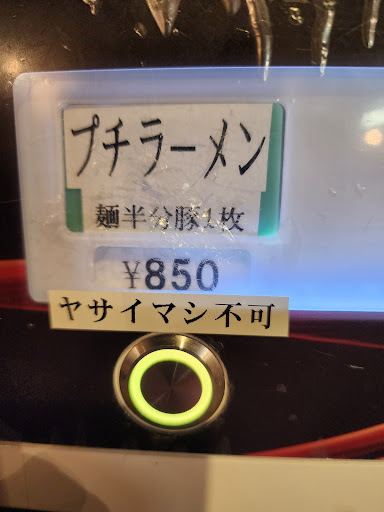 プチラーメン
麺半分豚1枚
¥850
ヤサイマシ不可